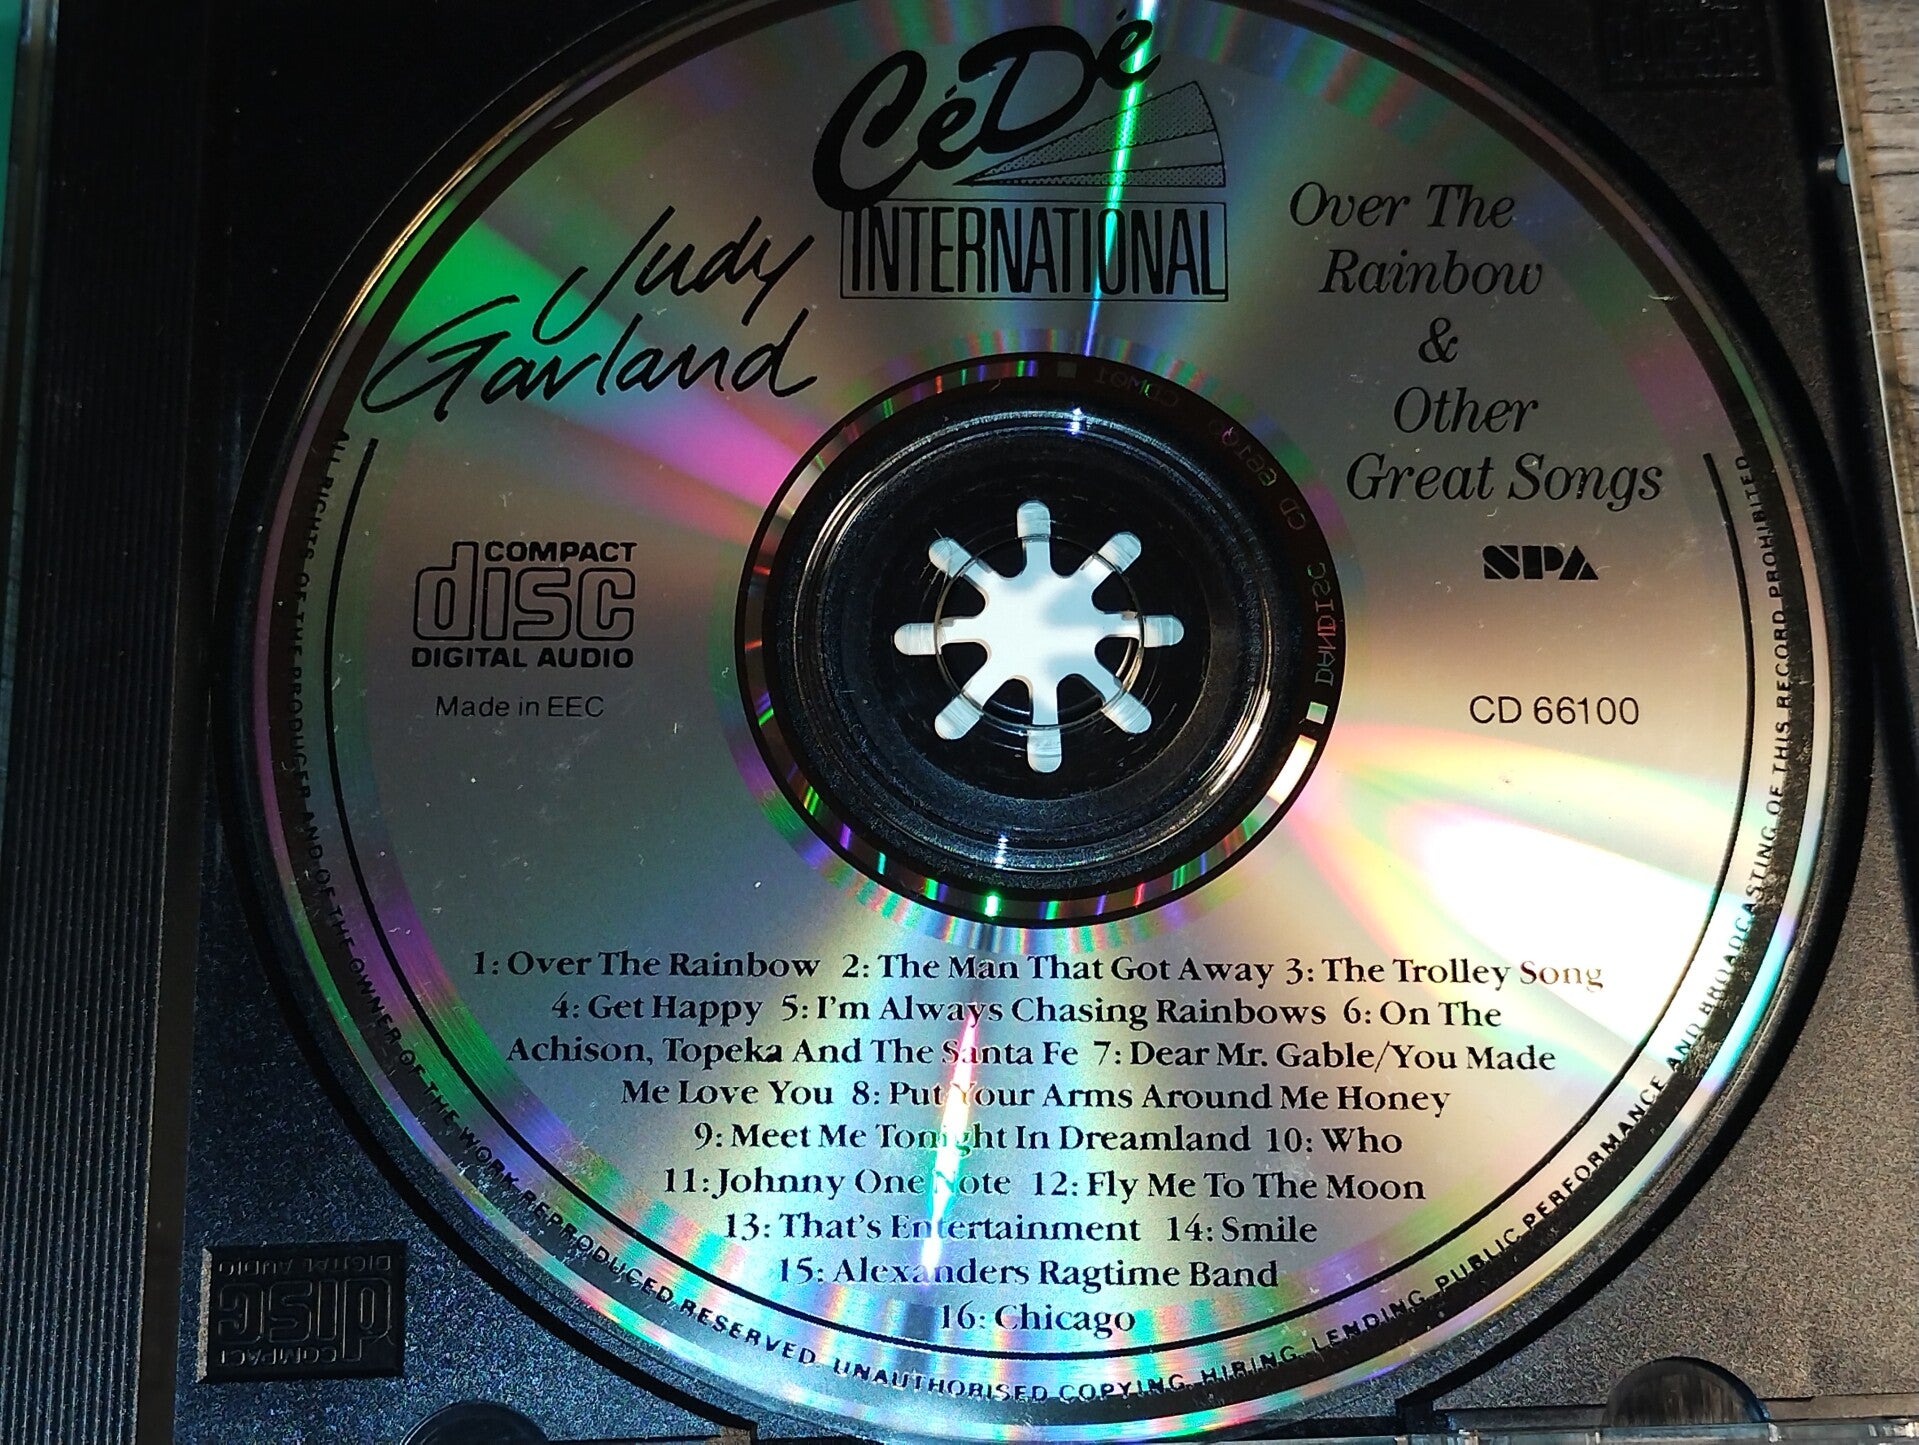 CéDé
INTERNATIONAL
Judy
Garland
Over The
Rainbow
&
Other
Great Songs
SPA
COMPACT
disc
DIGITAL AUDIO
Made in EEC
CD 66100
DANDISC
1: Over The Rainbow 2: The Man That Got Away 3: The Trolley Song
4: Get Happy 5: I'm Always Chasing Rainbows 6: On The
Achison, Topeka And The Santa Fe 7: Dear Mr. Gable/You Made
Me Love You 8: Put Your Arms Around Me Honey
9: Meet Me Tonight In Dreamland 10: Who
11: Johnny One Note 12: Fly Me To The Moon
13: That's Entertainment 14: Smile
15: Alexanders Ragtime Band
16: Chicago
ALL RIGHTS OF THE PRODUCER AND OF THE OWNER OF THE WORK REPRODUCED RESERVED. UNAUTHORISED COPYING, HIRING, LENDING, PUBLIC PERFORMANCE AND BROADCASTING OF THIS RECORD PROHIBITED
COMPACT
disc
DIGITAL AUDIO